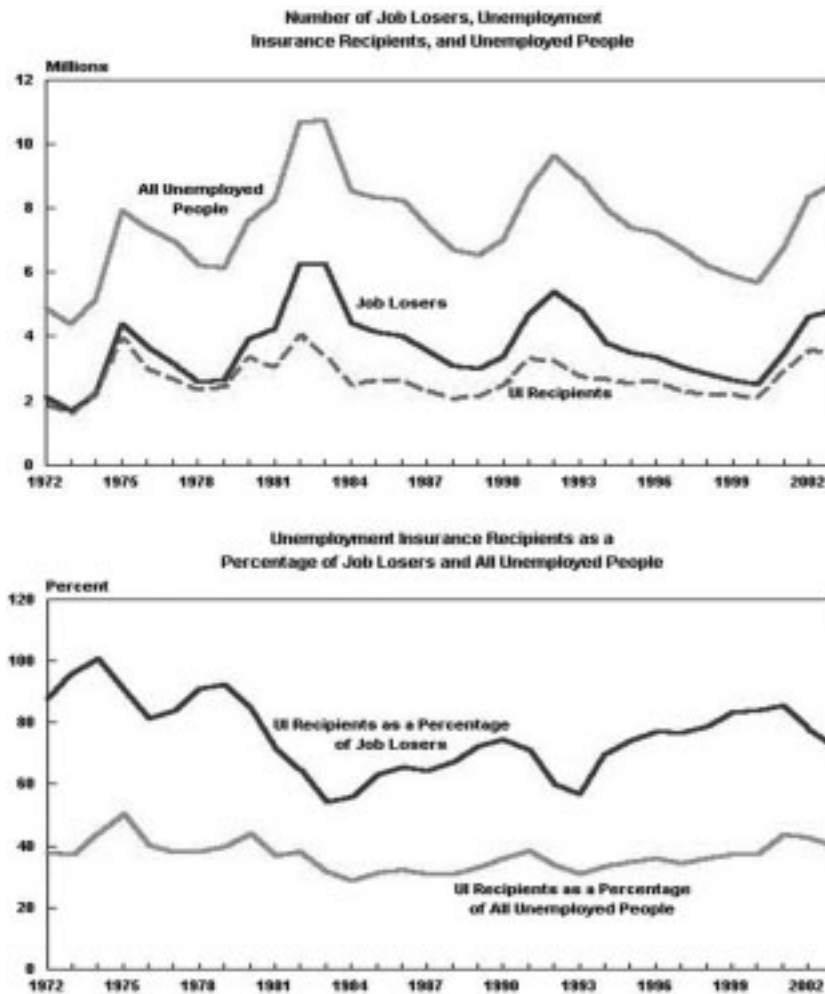 Number of Job Losers, Unemployment
Insurance Recipients, and Unemployed People
Millions
12
10
8
6
4
2
0
All Unemployed
People
Job Losers
UI Recipients
1972 1975 1978 1981 1984 1987 1990 1993 1996 1999 2002
Unemployment Insurance Recipients as a
Percentage of Job Losers and All Unemployed People
Percent
120
100
80
60
40
20
0
UI Recipients as a Percentage
of Job Losers
UI Recipients as a Percentage
of All Unemployed People
1972 1975 1978 1981 1984 1987 1990 1993 1996 1999 2002